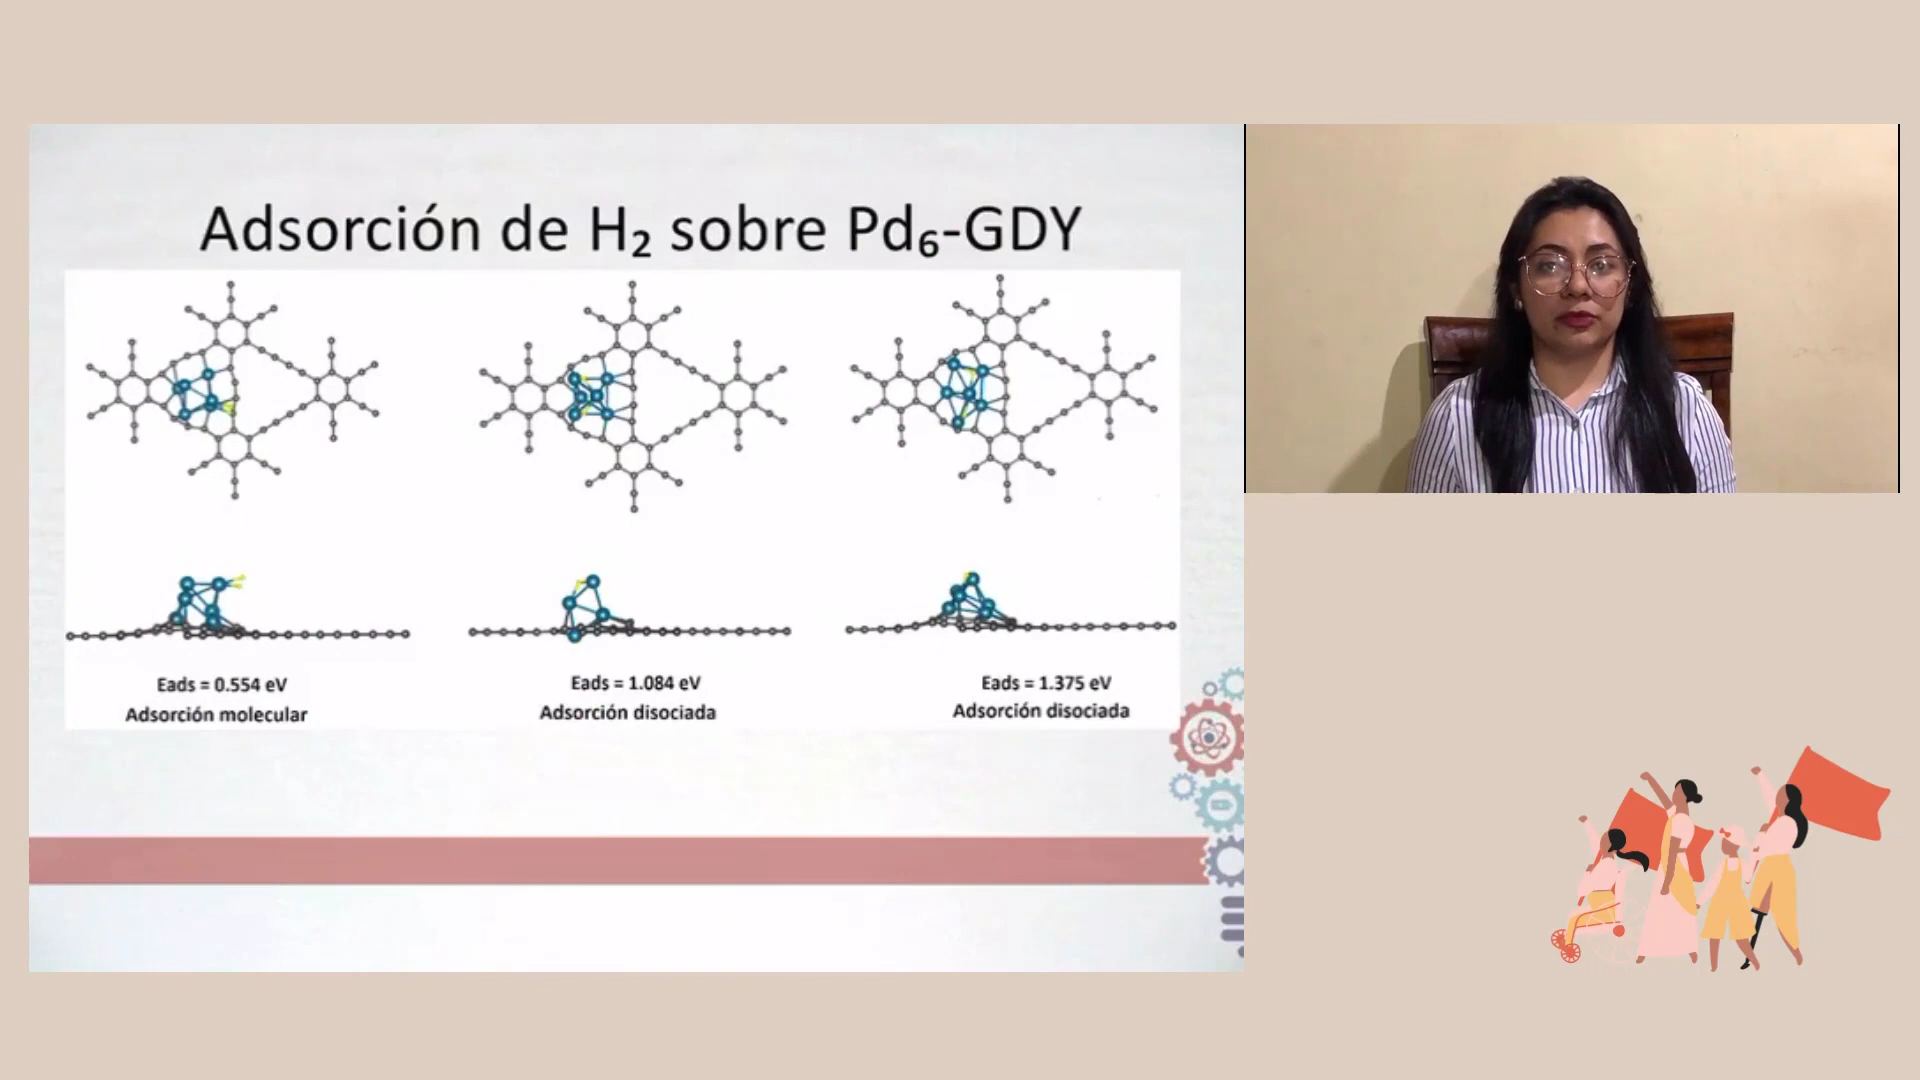 Adsorción de H₂ sobre Pd₆-GDY
Eads = 0.554 eV
Adsorción molecular
Eads = 1.084 eV
Adsorción disociada
Eads = 1.375 eV
Adsorción disociada